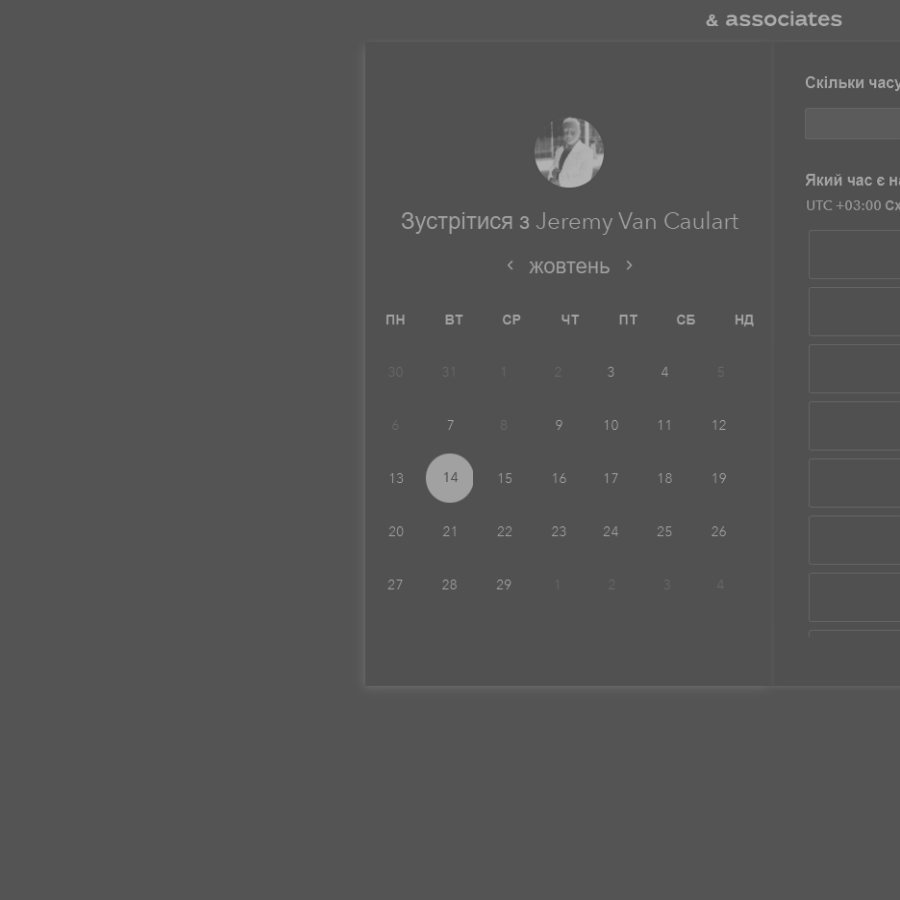 & associates
Скільки часу
Зустрітися з Jeremy Van Caulart
жовтень
ПН ВТ СР ЧТ ПТ СБ НД
30 31 1 2 3 4 5
6 7 8 9 10 11 12
13 14 15 16 17 18 19
20 21 22 23 24 25 26
27 28 29 1 2 3 4
Який час є
UTC +03:00